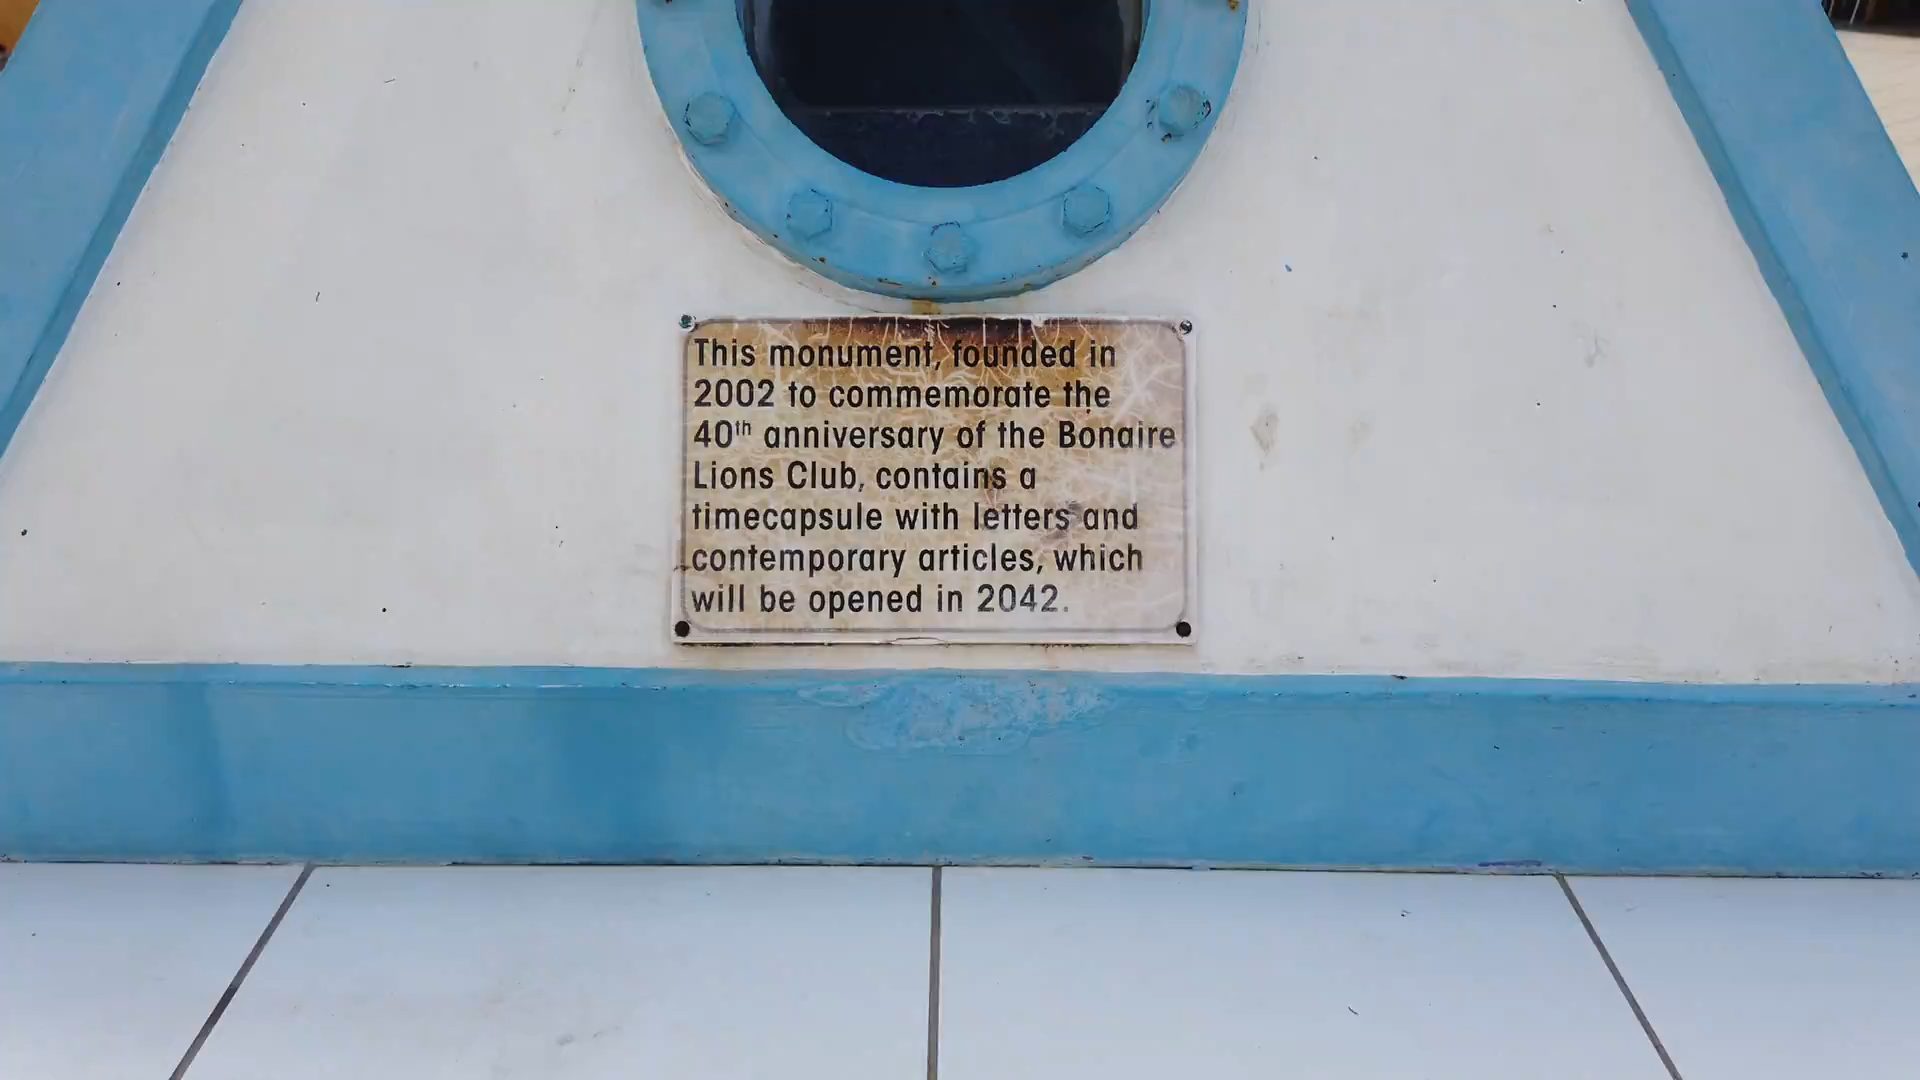 This monument, founded in
2002 to commemorate the
40th anniversary of the Bonaire
Lions Club, contains a
timecapsule with letters and
contemporary articles, which
will be opened in 2042.